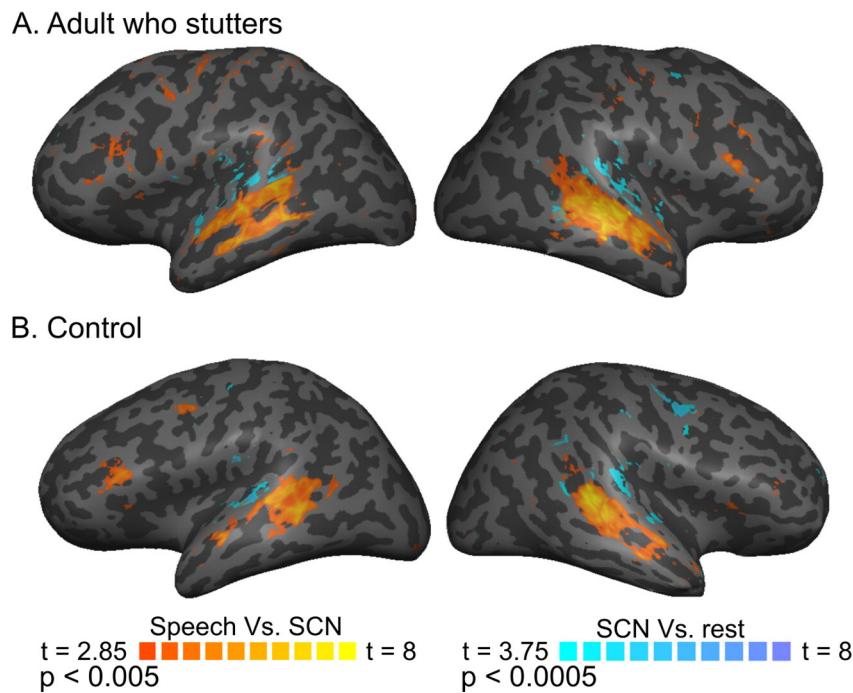 A. Adult who stutters
B. Control
Speech Vs. SCN
t = 2.85 t = 8
p < 0.005
SCN Vs. rest
t = 3.75 t = 8
p < 0.0005